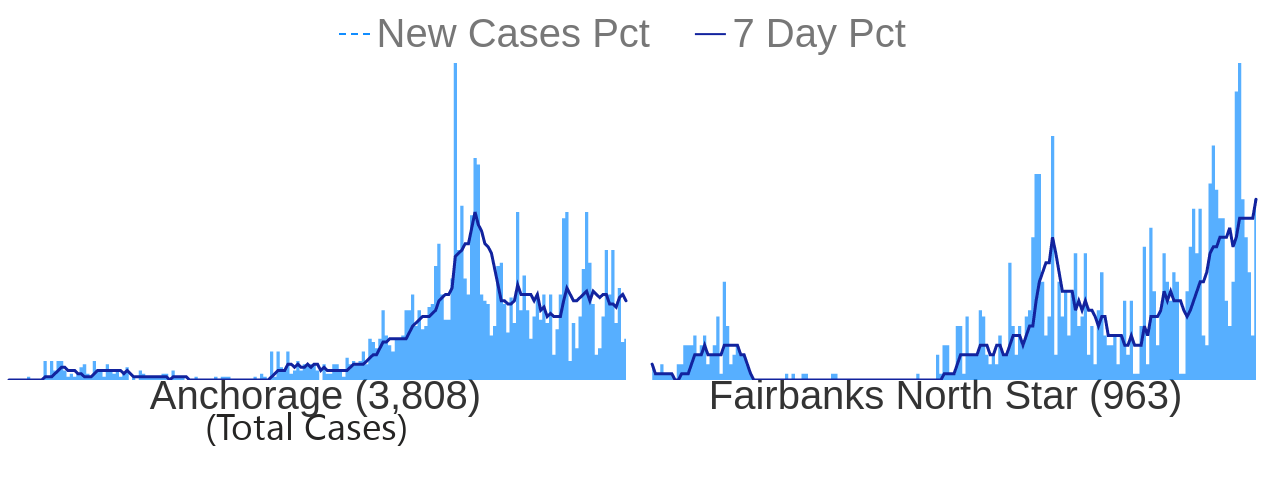 New Cases Pct 7 Day Pct
Anchorage (3,808) Fairbanks North Star (963)
(Total Cases)